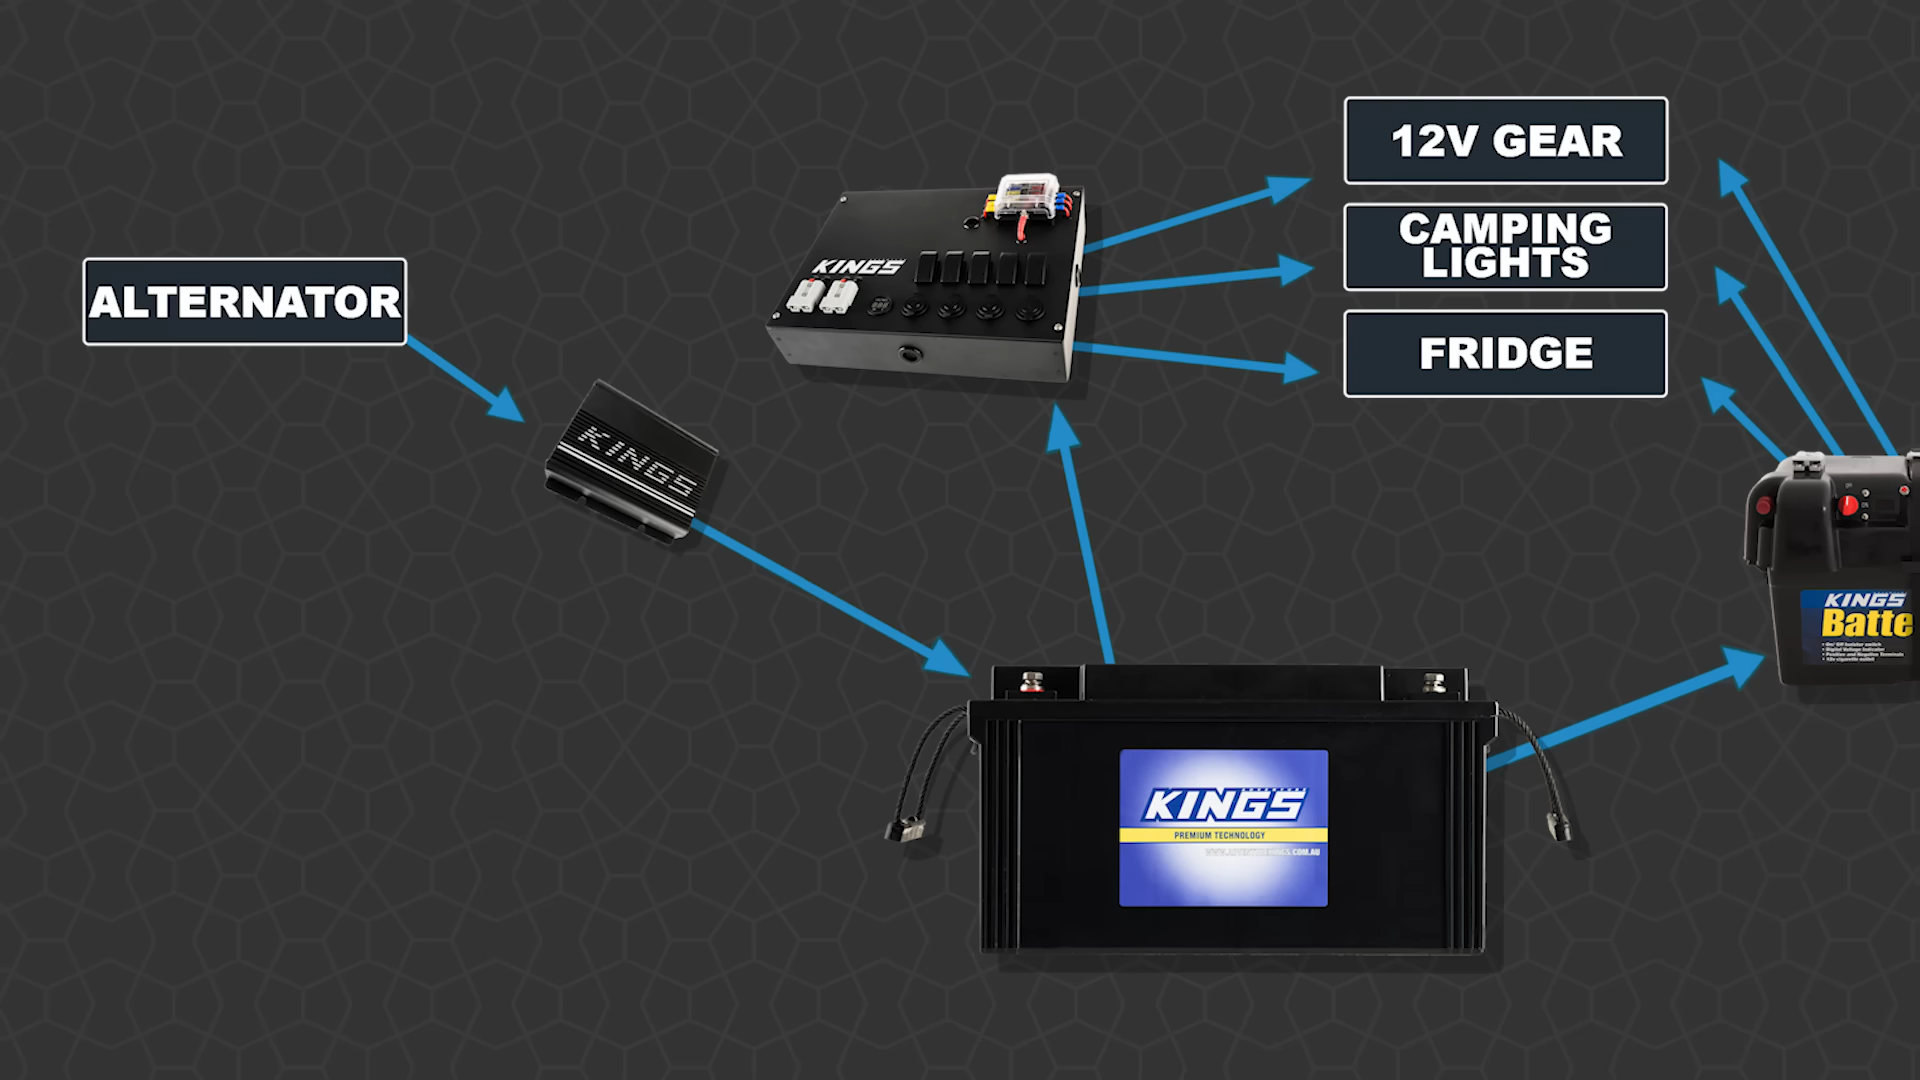 12V GEAR
CAMPING
LIGHTS
FRIDGE
ALTERNATOR
KINGS
KINGS
KINGS
Batte
KINGS
PREMIUM TECHNOLOGY